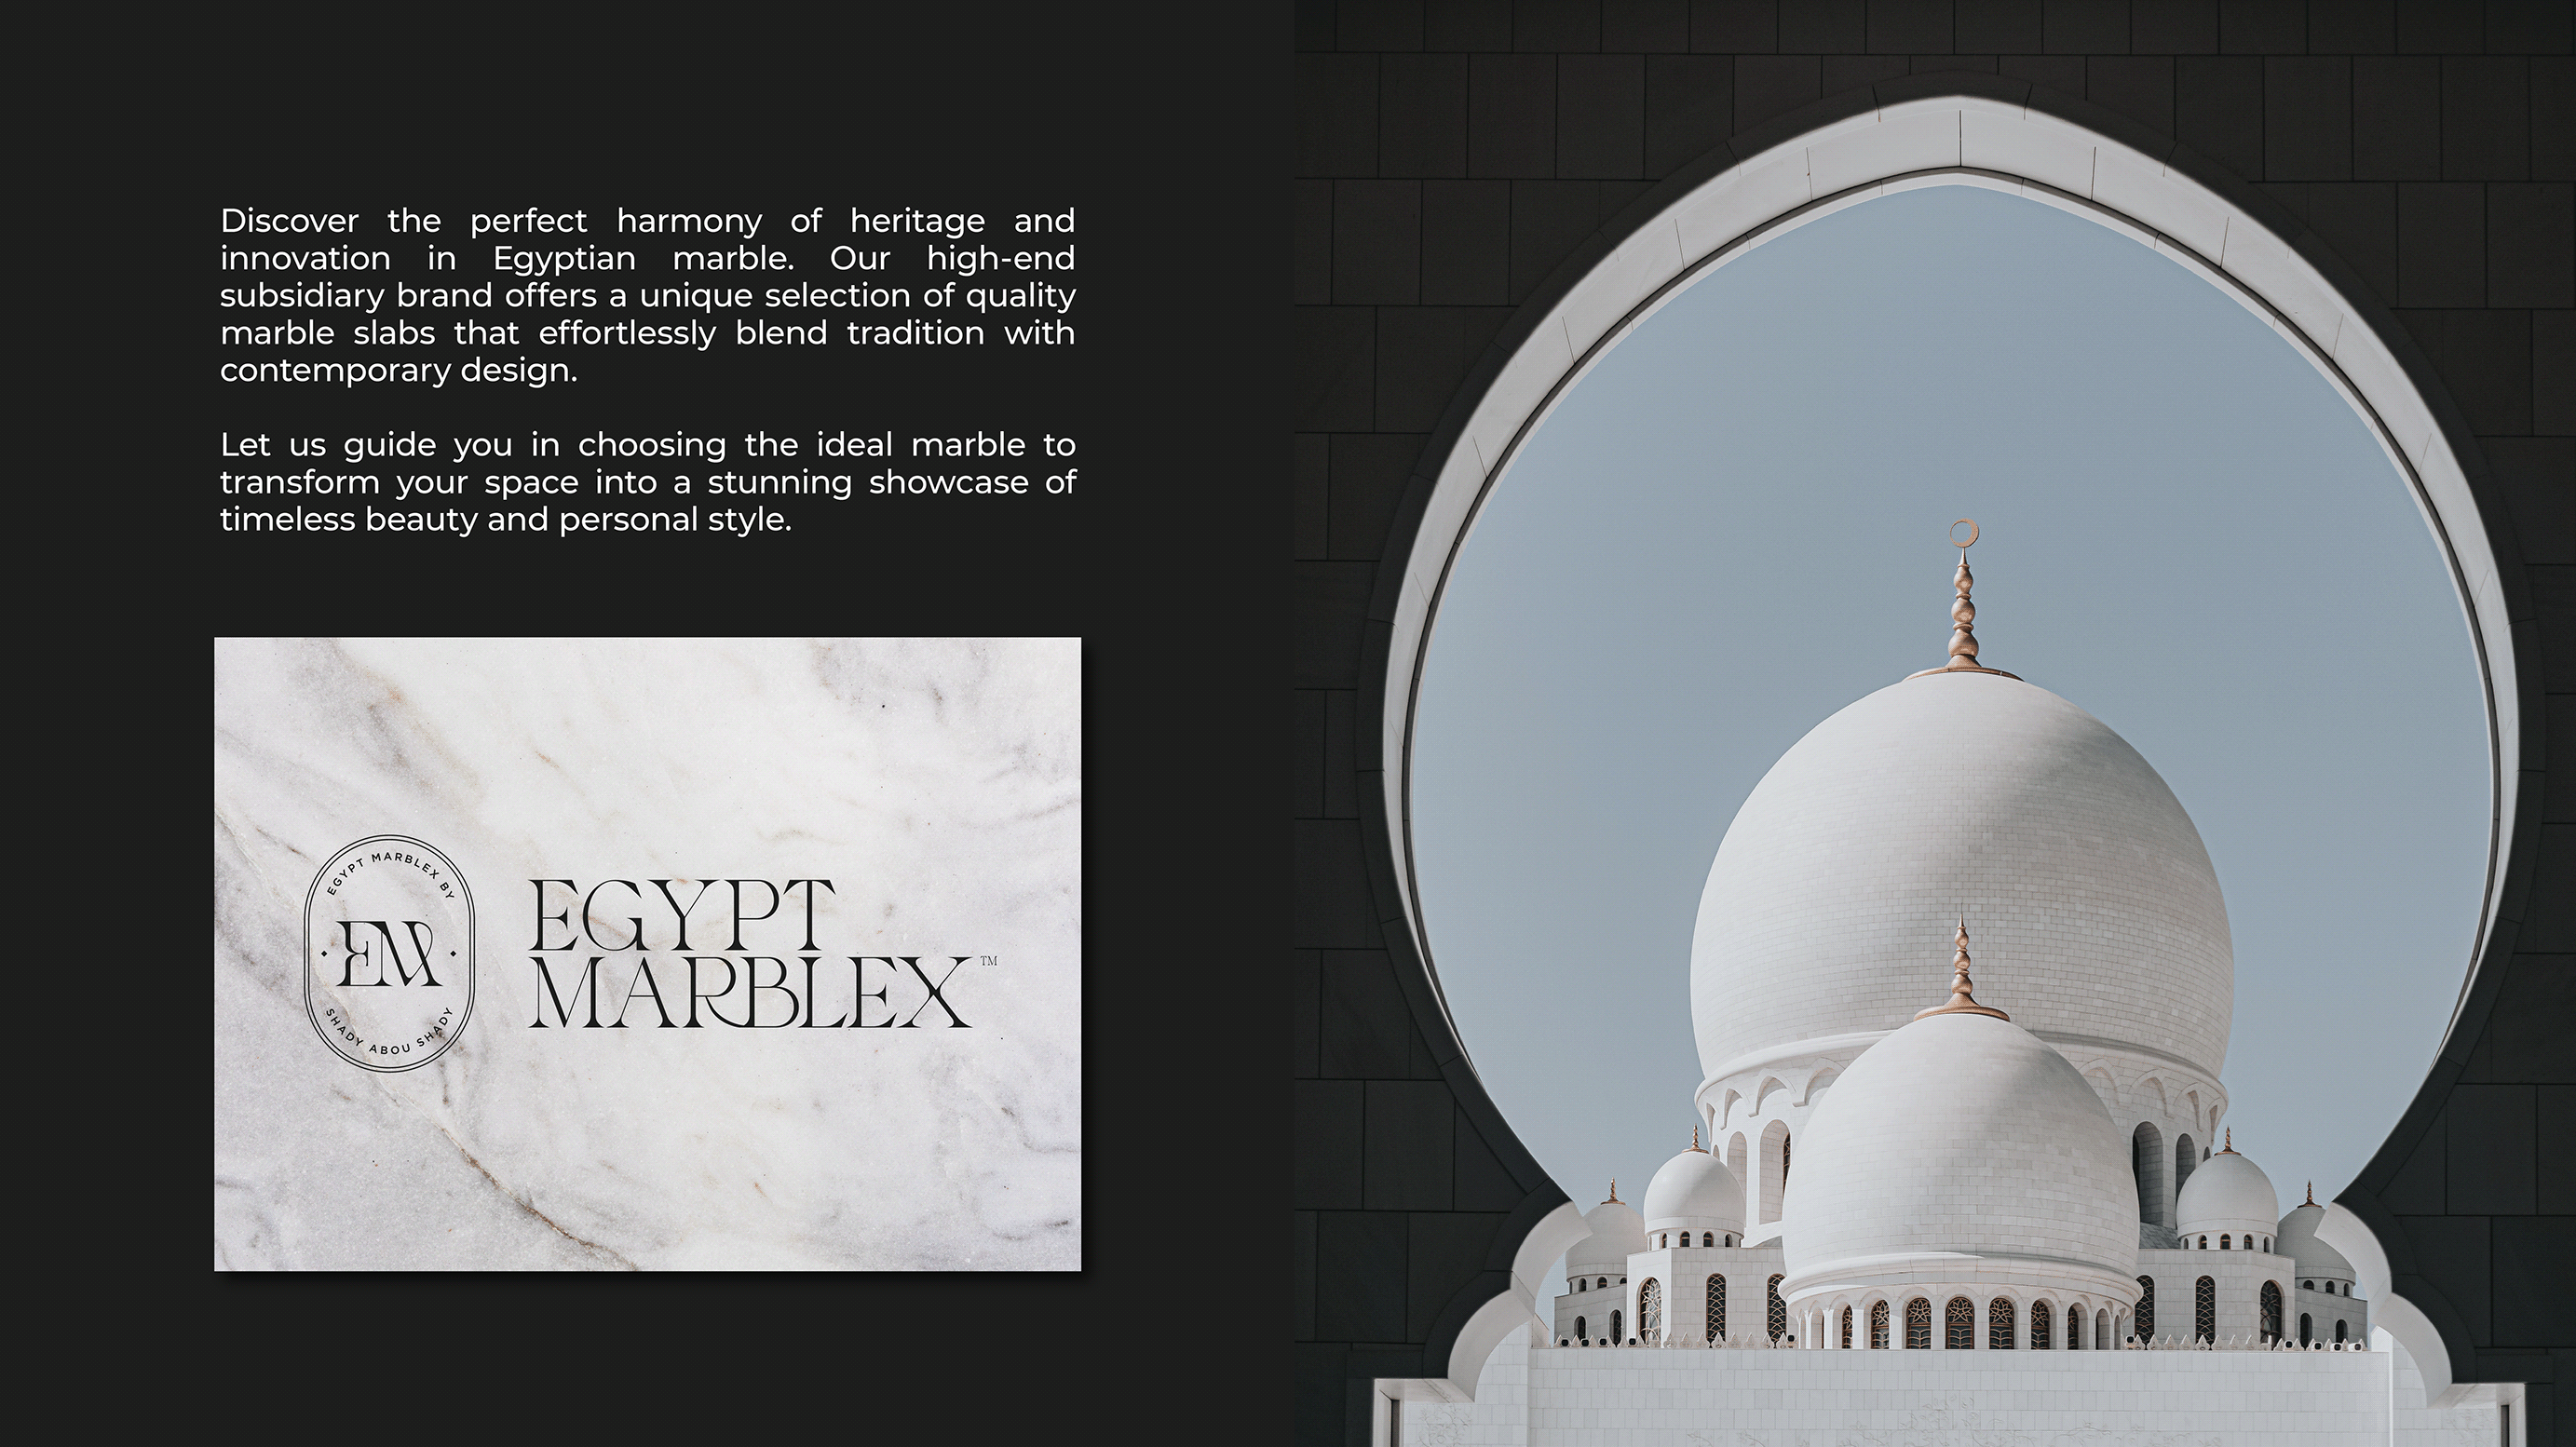 Discover the perfect harmony of heritage and
innovation in Egyptian marble. Our high-end
subsidiary brand offers a unique selection of quality
marble slabs that effortlessly blend tradition with
contemporary design.
Let us guide you in choosing the ideal marble to
transform your space into a stunning showcase of
timeless beauty and personal style.
EGYPT MARBLEX BY
EM
SHADY ABOU SHADY
EGYPT
MARBLEX™